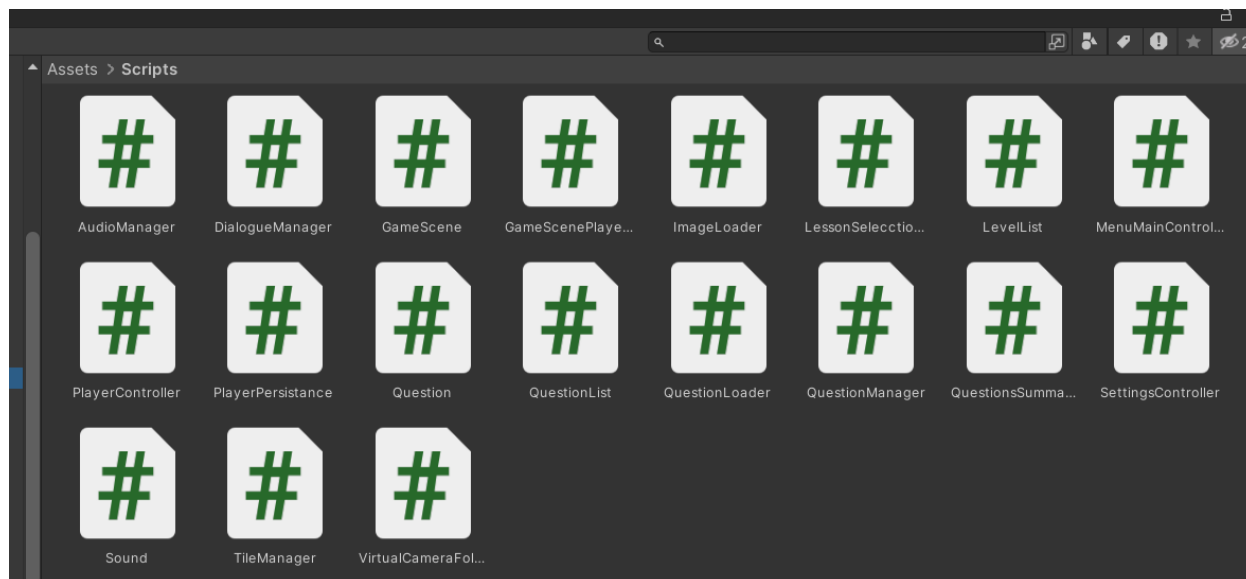 Assets > Scripts
AudioManager
DialogueManager
GameScene
GameScenePlaye...
ImageLoader
LessonSelecctio...
LevelList
MenuMainControl...
PlayerController
PlayerPersistance
Question
QuestionList
QuestionLoader
QuestionManager
QuestionsSumma...
SettingsController
Sound
TileManager
VirtualCameraFol...